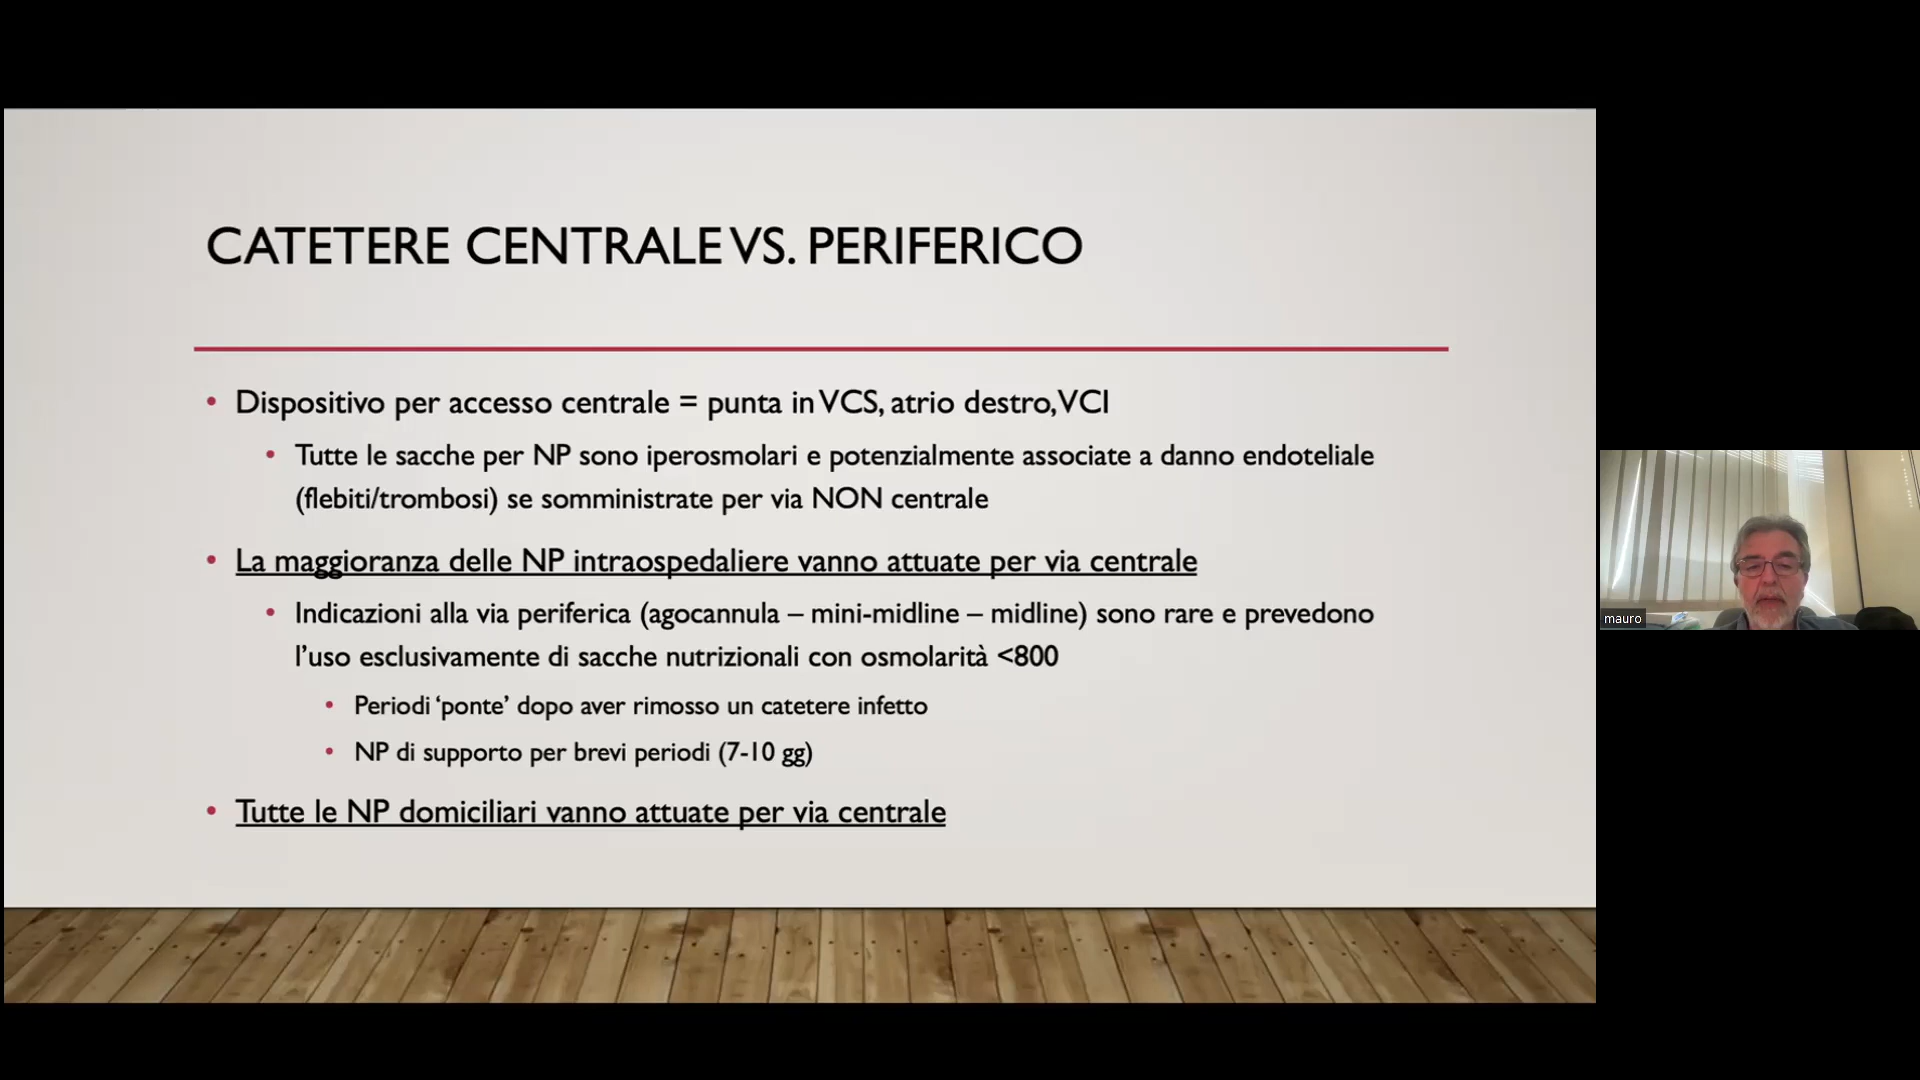 CATETERE CENTRALE VS. PERIFERICO
• Dispositivo per accesso centrale = punta in VCS, atrio destro, VCI
• Tutte le sacche per NP sono iperosmolari e potenzialmente associate a danno endoteliale
(flebiti/trombosi) se somministrate per via NON centrale
• La maggioranza delle NP intraospedaliere vanno attuate per via centrale
• Indicazioni alla via periferica (agocannula – mini-midline – midline) sono rare e prevedono
l’uso esclusivamente di sacche nutrizionali con osmolarità <800
• Periodi ‘ponte’ dopo aver rimosso un catetere infetto
• NP di supporto per brevi periodi (7-10 gg)
• Tutte le NP domiciliari vanno attuate per via centrale
mauro